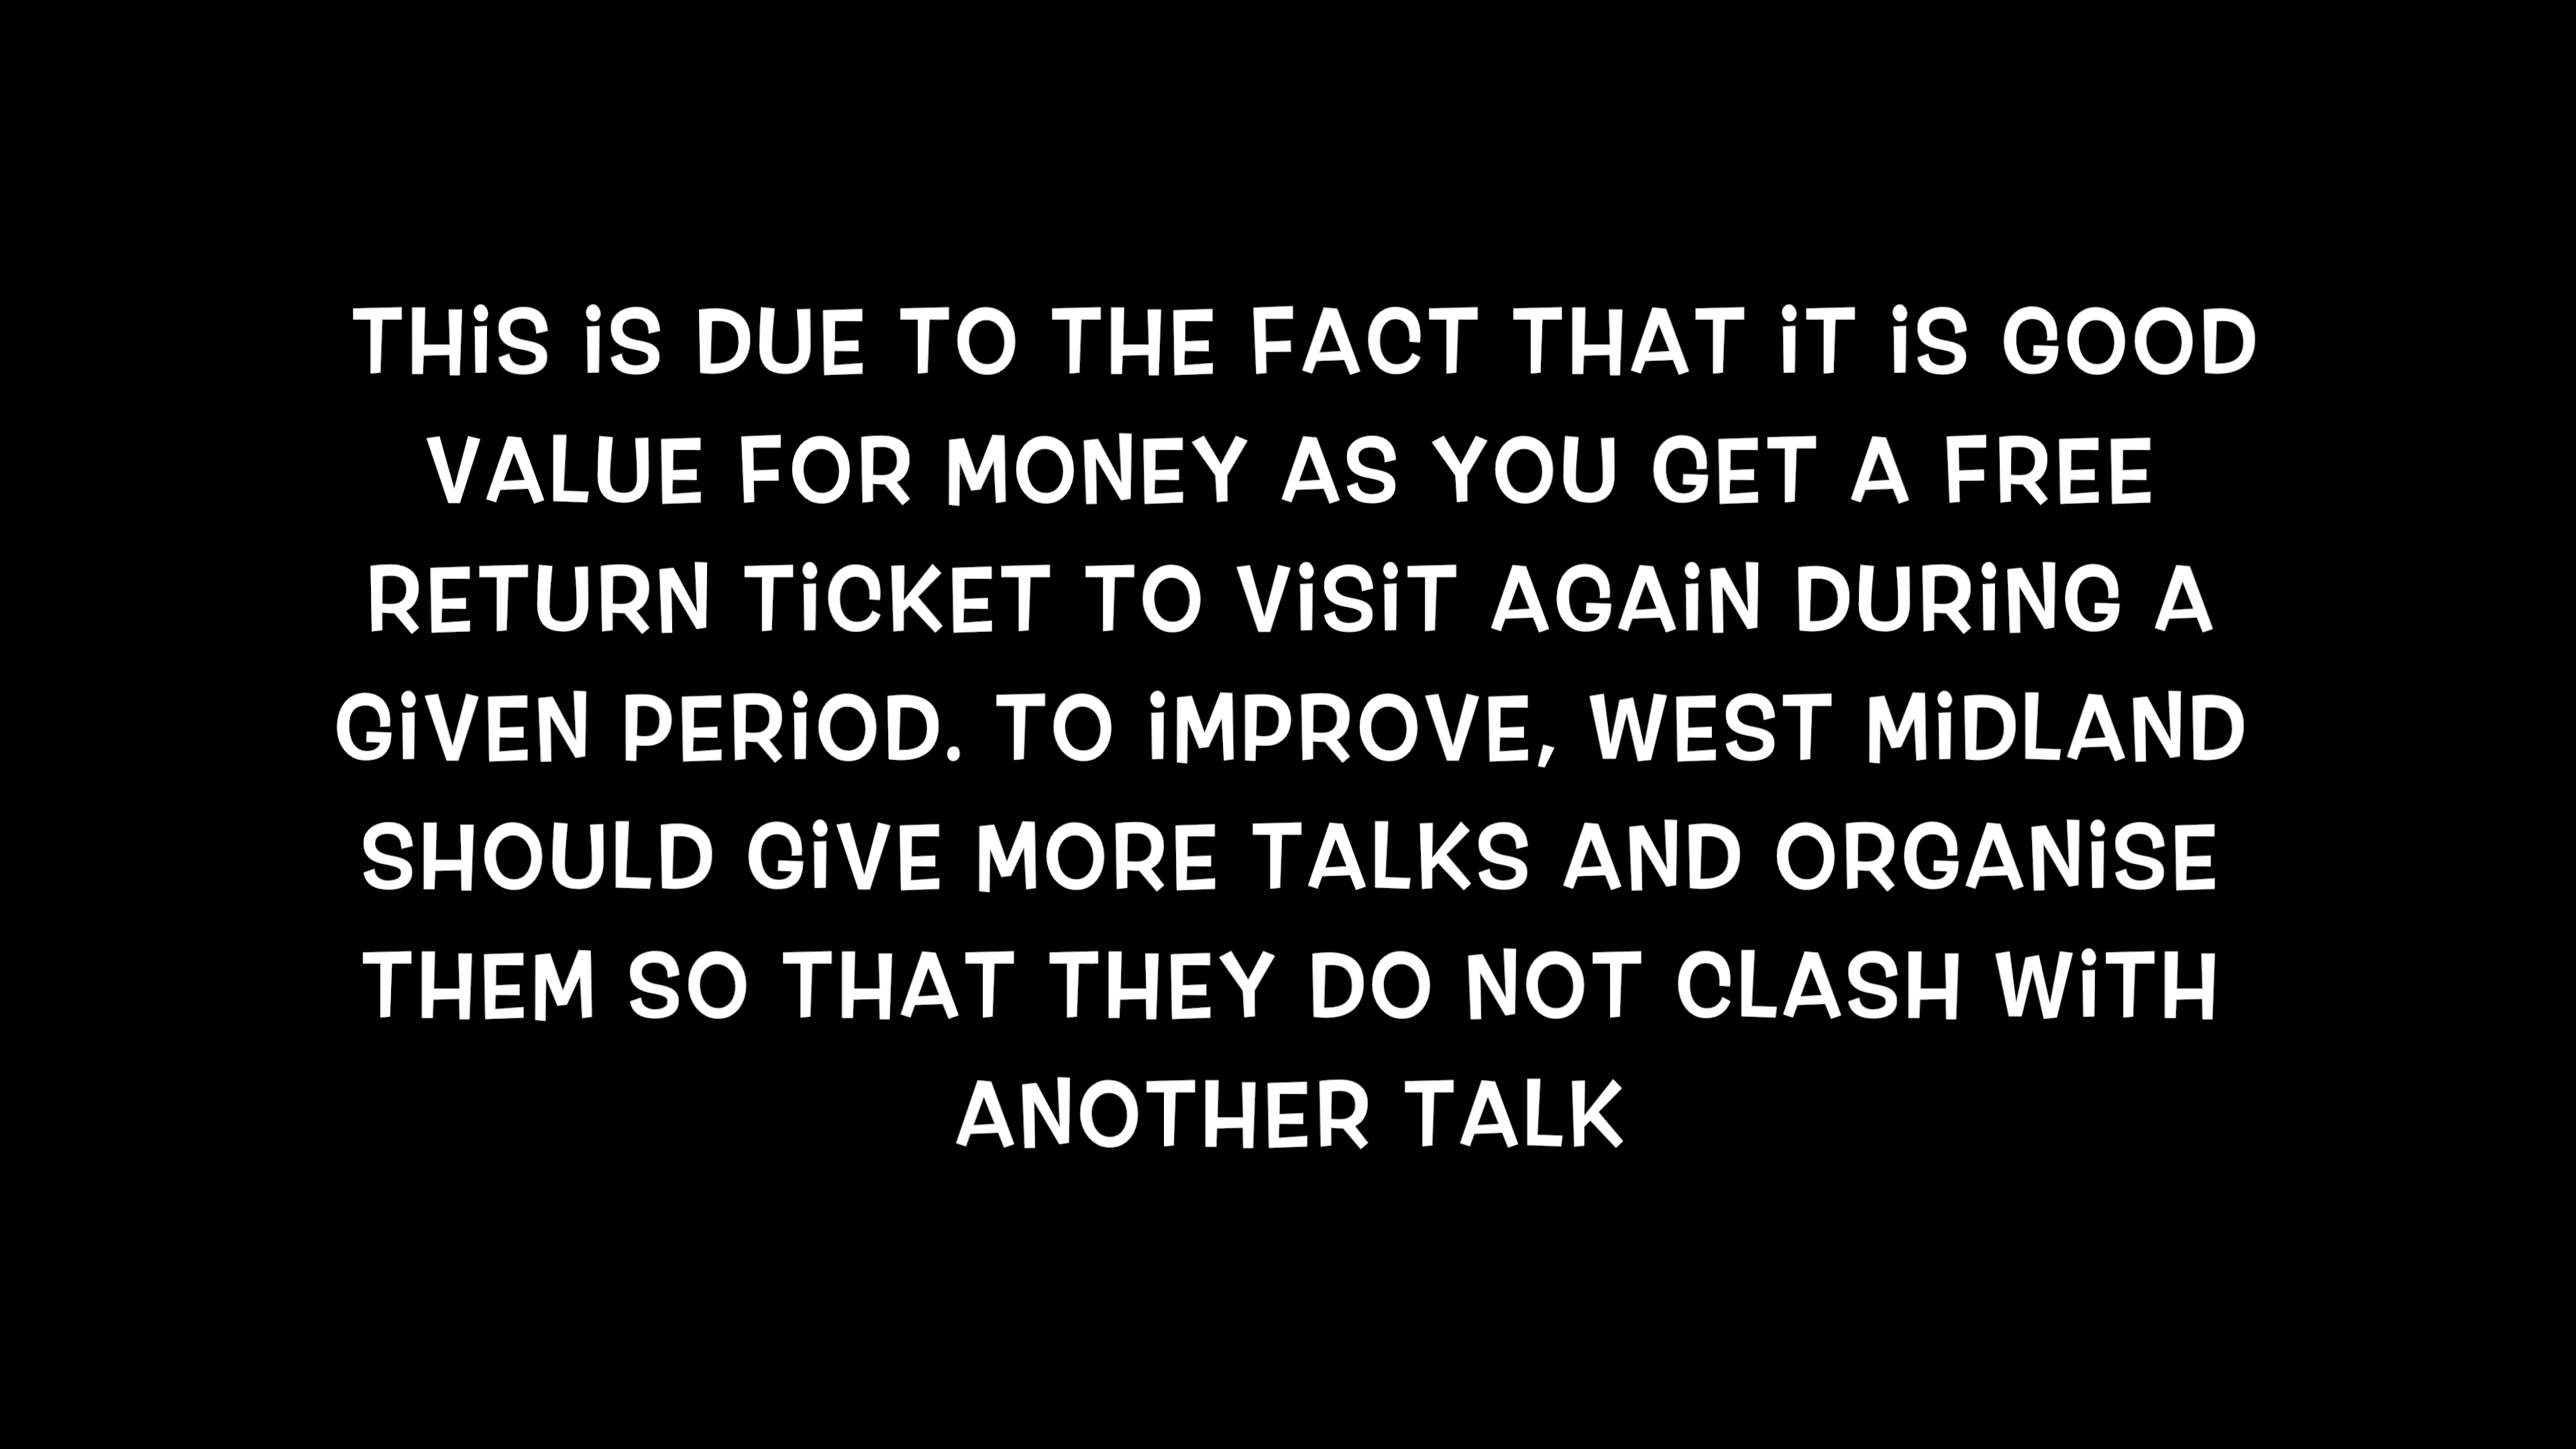 THiS iS DUE TO THE FACT THAT iT iS GOOD
VALUE FOR MONEY AS YOU GET A FREE
RETURN TiCKET TO ViSiT AGAiN DURiNG A
GiVEN PERiOD. TO iMPROVE, WEST MiDLAND
SHOULD GiVE MORE TALKS AND ORGANiSE
THEM SO THAT THEY DO NOT CLASH WiTH
ANOTHER TALK